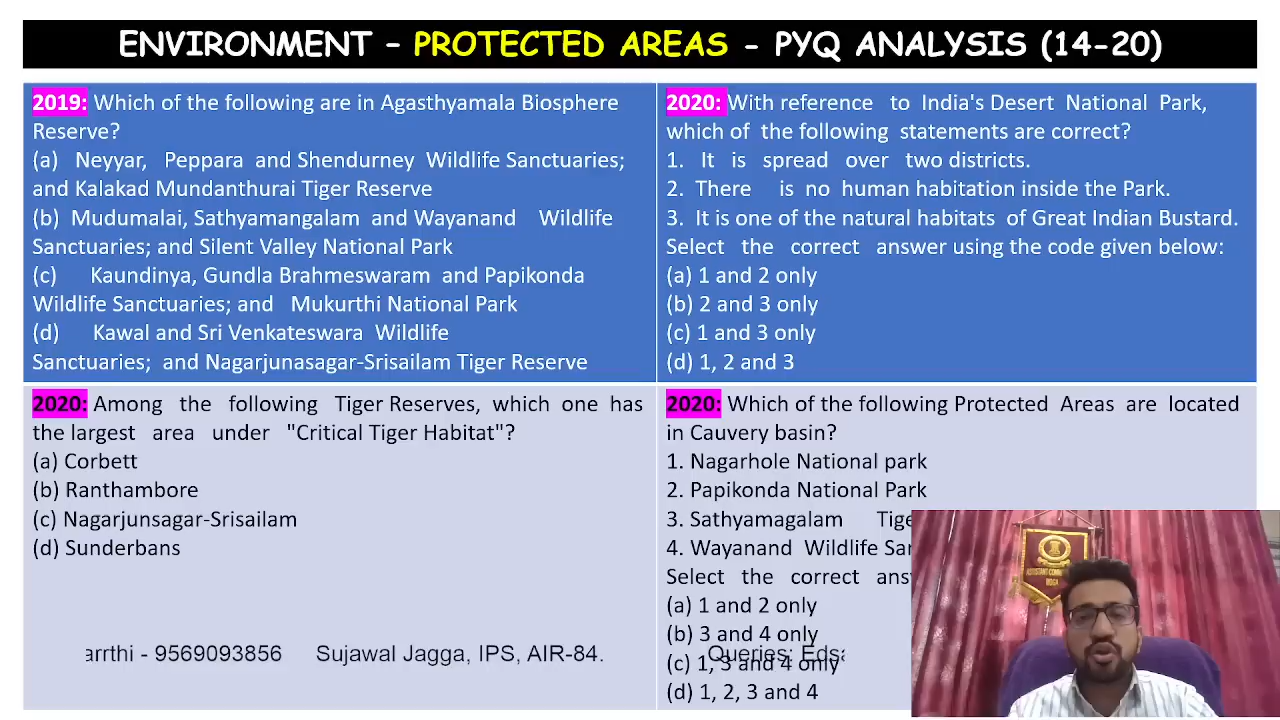 ENVIRONMENT – PROTECTED AREAS - PYQ ANALYSIS (14-20)
2019: Which of the following are in Agasthyamala Biosphere
Reserve?
(a) Neyyar, Peppara and Shendurney Wildlife Sanctuaries;
and Kalakad Mundanthurai Tiger Reserve
(b) Mudumalai, Sathyamangalam and Wayanand Wildlife
Sanctuaries; and Silent Valley National Park
(c) Kaundinya, Gundla Brahmeswaram and Papikonda
Wildlife Sanctuaries; and Mukurthi National Park
(d) Kawal and Sri Venkateswara Wildlife
Sanctuaries; and Nagarjunasagar-Srisailam Tiger Reserve
2020: With reference to India's Desert National Park,
which of the following statements are correct?
1. It is spread over two districts.
2. There is no human habitation inside the Park.
3. It is one of the natural habitats of Great Indian Bustard.
Select the correct answer using the code given below:
(a) 1 and 2 only
(b) 2 and 3 only
(c) 1 and 3 only
(d) 1, 2 and 3
2020: Among the following Tiger Reserves, which one has
the largest area under "Critical Tiger Habitat"?
(a) Corbett
(b) Ranthambore
(c) Nagarjunsagar-Srisailam
(d) Sunderbans
2020: Which of the following Protected Areas are located
in Cauvery basin?
1. Nagarhole National park
2. Papikonda National Park
3. Sathyamagalam
4. Wayanand Wildlife
Select the correct
(a) 1 and 2 only
(b) 3 and 4 only
(c) 1, 3 and 4 only
(d) 1, 2, 3 and 4
arrthi - 9569093856 Sujawal Jagga, IPS, AIR-84. Queries: Edsa